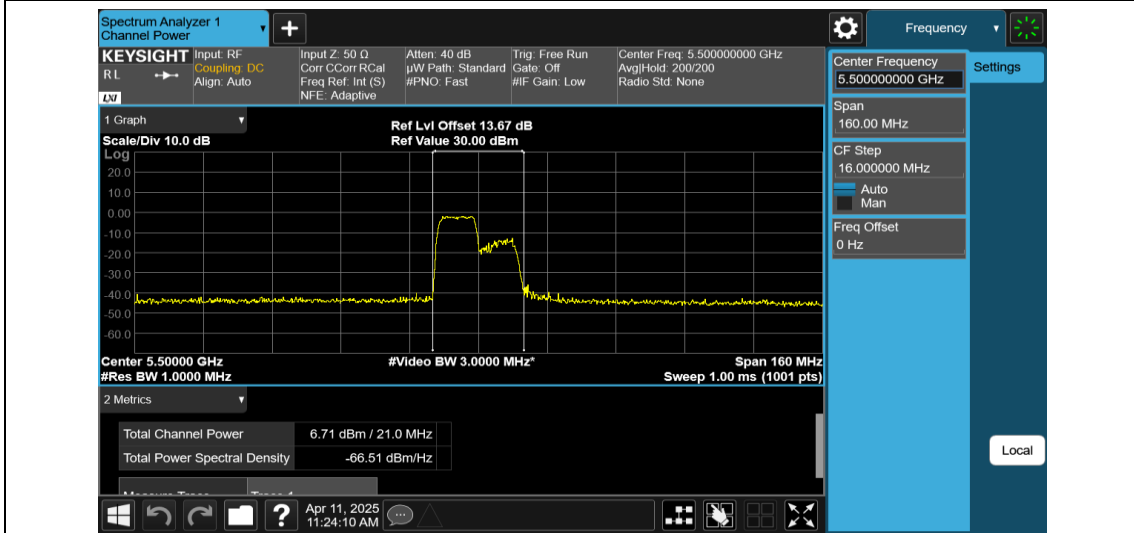 Spectrum Analyzer 1
Channel Power
Frequency
KEYSIGHT
R L
LXI
Input: RF
Coupling: DC
Align: Auto
Input Z: 50 Ω
Corr CCorr RCal
Freq Ref: Int (S)
NFE: Adaptive
Atten: 40 dB
µW Path: Standard
#PNO: Fast
Trig: Free Run
Gate: Off
#IF Gain: Low
Center Freq: 5.500000000 GHz
Avg|Hold: 200/200
Radio Std: None
Center Frequency
5.500000000 GHz
Settings
Span
160.00 MHz
CF Step
16.000000 MHz
Auto
Man
Freq Offset
0 Hz
1 Graph
Scale/Div 10.0 dB
Ref Lvl Offset 13.67 dB
Ref Value 30.00 dBm
Log
20.0
10.0
0.00
-10.0
-20.0
-30.0
-40.0
-50.0
-60.0
Center 5.50000 GHz
#Video BW 3.0000 MHz*
Span 160 MHz
#Res BW 1.0000 MHz
Sweep 1.00 ms (1001 pts)
2 Metrics
Total Channel Power 6.71 dBm / 21.0 MHz
Total Power Spectral Density -66.51 dBm/Hz
Measure Trace Trace 1
Local
?
Apr 11, 2025
11:24:10 AM